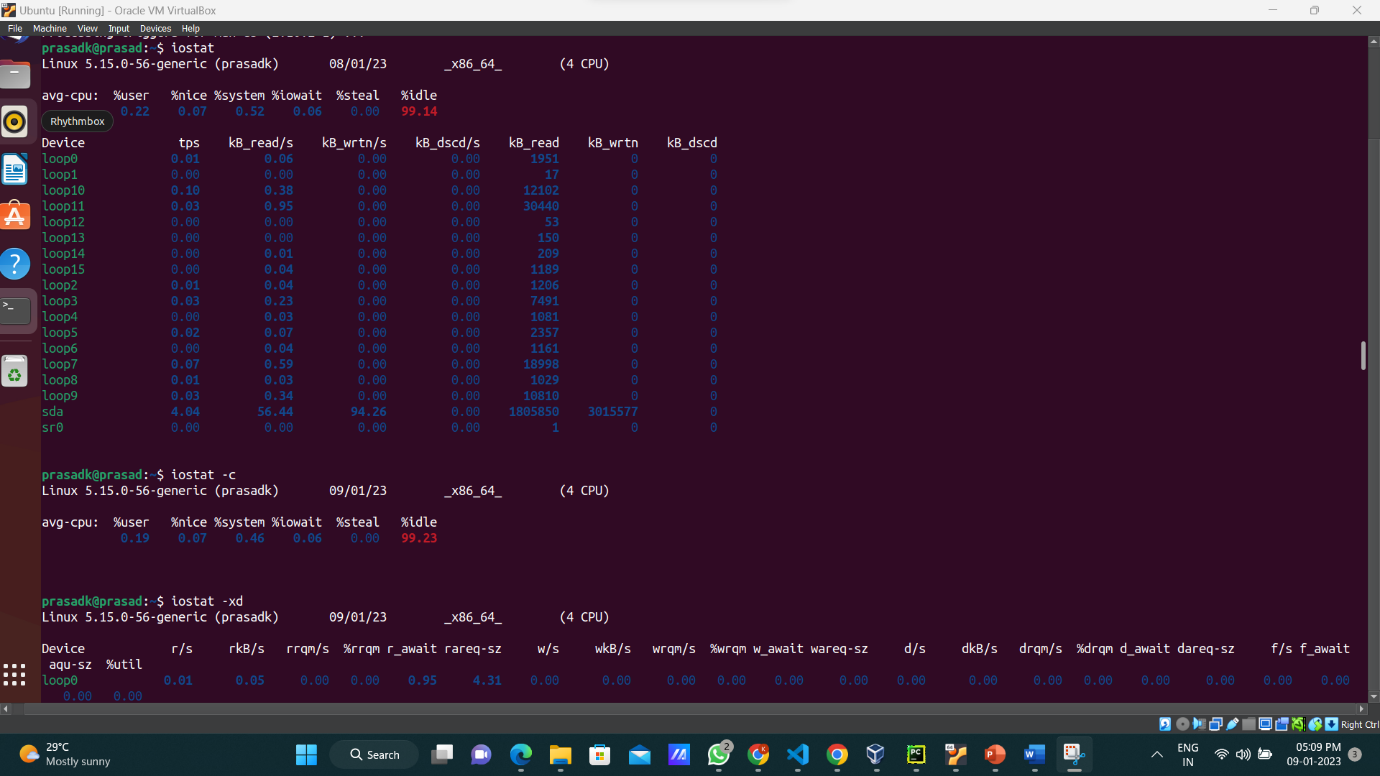 Ubuntu [Running] - Oracle VM VirtualBox
File Machine View Input Devices Help
prasadk@prasad:~$ iostat
Linux 5.15.0-56-generic (prasadk) 08/01/23 _x86_64_ (4 CPU)
avg-cpu: %user %nice %system %iowait %steal %idle
0.22 0.07 0.52 0.06 0.00 99.14
Rhythmbox
Device tps kB_read/s kB_wrtn/s kB_dscd/s kB_read kB_wrtn kB_dscd
loop0 0.01 0.06 0.00 0.00 1951 0 0
loop1 0.00 0.00 0.00 0.00 17 0 0
loop10 0.10 0.38 0.00 0.00 12102 0 0
loop11 0.03 0.95 0.00 0.00 30440 0 0
loop12 0.00 0.00 0.00 0.00 53 0 0
loop13 0.00 0.00 0.00 0.00 150 0 0
loop14 0.00 0.01 0.00 0.00 209 0 0
loop15 0.00 0.04 0.00 0.00 1189 0 0
loop2 0.01 0.04 0.00 0.00 1206 0 0
loop3 0.03 0.23 0.00 0.00 7491 0 0
loop4 0.00 0.03 0.00 0.00 1081 0 0
loop5 0.02 0.07 0.00 0.00 2357 0 0
loop6 0.00 0.04 0.00 0.00 1161 0 0
loop7 0.07 0.59 0.00 0.00 18998 0 0
loop8 0.01 0.03 0.00 0.00 1029 0 0
loop9 0.03 0.34 0.00 0.00 10810 0 0
sda 4.04 56.44 94.26 0.00 1805850 3015577 0
sr0 0.00 0.00 0.00 0.00 1 0 0
prasadk@prasad:~$ iostat -c
Linux 5.15.0-56-generic (prasadk) 09/01/23 _x86_64_ (4 CPU)
avg-cpu: %user %nice %system %iowait %steal %idle
0.19 0.07 0.46 0.06 0.00 99.23
prasadk@prasad:~$ iostat -xd
Linux 5.15.0-56-generic (prasadk) 09/01/23 _x86_64_ (4 CPU)
Device r/s rkB/s rrqm/s %rrqm r_await rareq-sz w/s wkB/s wrqm/s %wrqm w_await wareq-sz d/s dkB/s drqm/s %drqm d_await dareq-sz f/s f_await
aqu-sz %util
loop0 0.01 0.05 0.00 0.00 0.95 4.31 0.00 0.00 0.00 0.00 0.00 0.00 0.00 0.00 0.00 0.00 0.00 0.00 0.00 0.00
0.00 0.00
Right Ctrl
29°C
Mostly sunny
Search
2
PC
ENG
IN
05:09 PM
09-01-2023
3